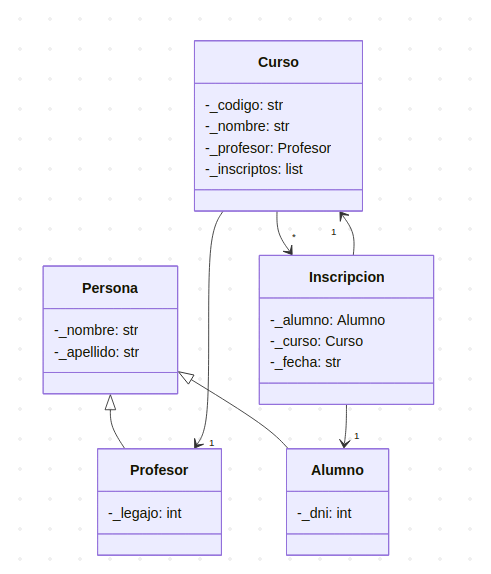 Curso
-_codigo: str
-_nombre: str
-_profesor: Profesor
-_inscriptos: list
*
1
Inscripcion
-_alumno: Alumno
-_curso: Curso
-_fecha: str
Persona
-_nombre: str
-_apellido: str
1
1
Profesor
-_legajo: int
Alumno
-_dni: int